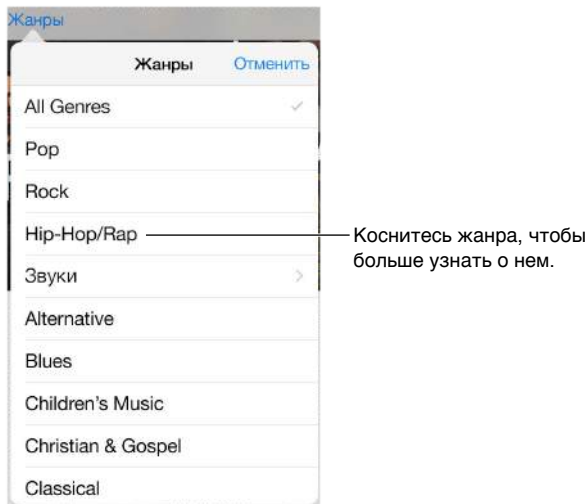 Жанры
Жанры Отменить
All Genres
Pop
Rock
Hip-Hop/Rap
Коснитесь жанра, чтобы
больше узнать о нем.
Звуки
Alternative
Blues
Children's Music
Christian & Gospel
Classical